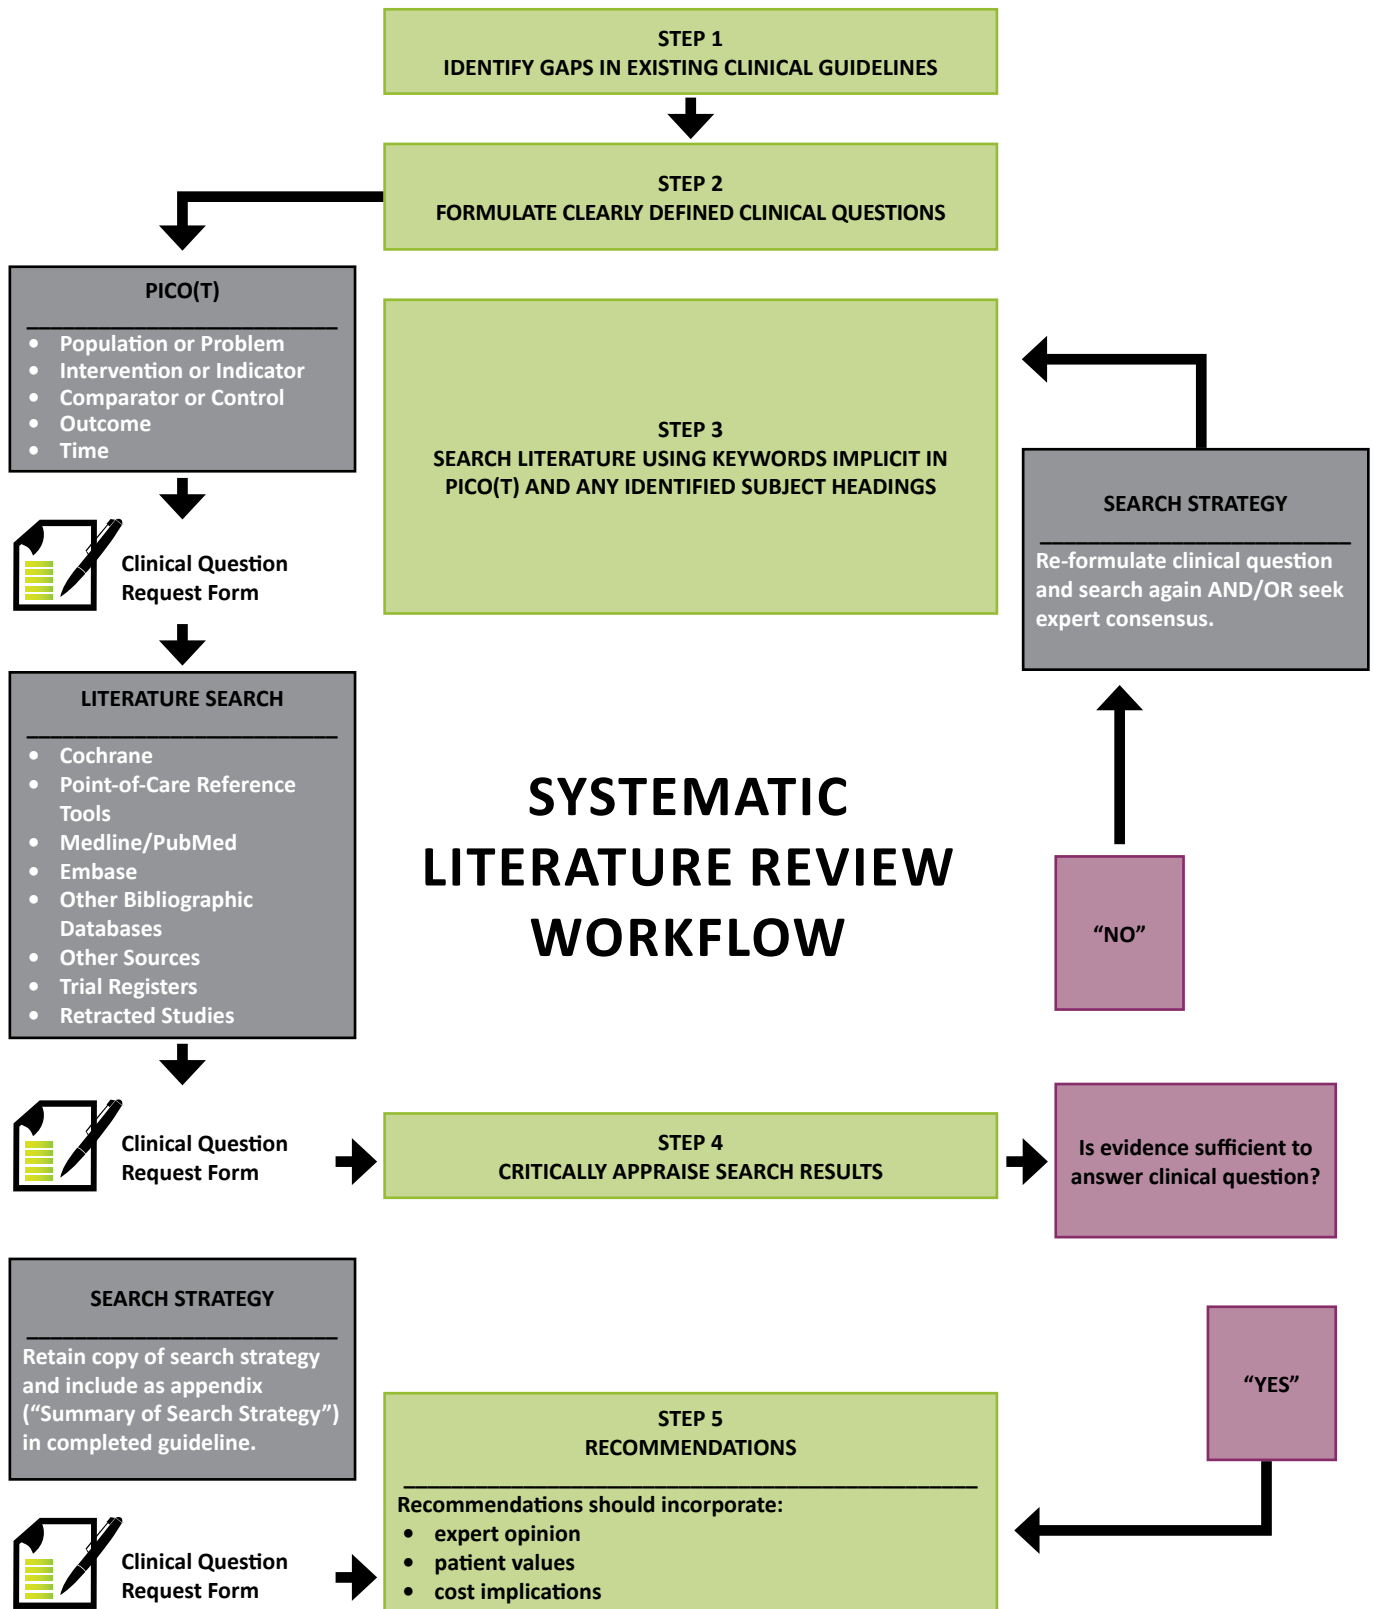 STEP 1
IDENTIFY GAPS IN EXISTING CLINICAL GUIDELINES
STEP 2
FORMULATE CLEARLY DEFINED CLINICAL QUESTIONS
PICO(T)
• Population or Problem
• Intervention or Indicator
• Comparator or Control
• Outcome
• Time
Clinical Question
Request Form
STEP 3
SEARCH LITERATURE USING KEYWORDS IMPLICIT IN
PICO(T) AND ANY IDENTIFIED SUBJECT HEADINGS
SEARCH STRATEGY
Re-formulate clinical question
and search again AND/OR seek
expert consensus.
LITERATURE SEARCH
• Cochrane
• Point-of-Care Reference
Tools
• Medline/PubMed
• Embase
• Other Bibliographic
Databases
• Other Sources
• Trial Registers
• Retracted Studies
SYSTEMATIC
LITERATURE REVIEW
WORKFLOW
“NO”
Clinical Question
Request Form
STEP 4
CRITICALLY APPRAISE SEARCH RESULTS
Is evidence sufficient to
answer clinical question?
SEARCH STRATEGY
Retain copy of search strategy
and include as appendix
(“Summary of Search Strategy”)
in completed guideline.
“YES”
Clinical Question
Request Form
STEP 5
RECOMMENDATIONS
Recommendations should incorporate:
• expert opinion
• patient values
• cost implications